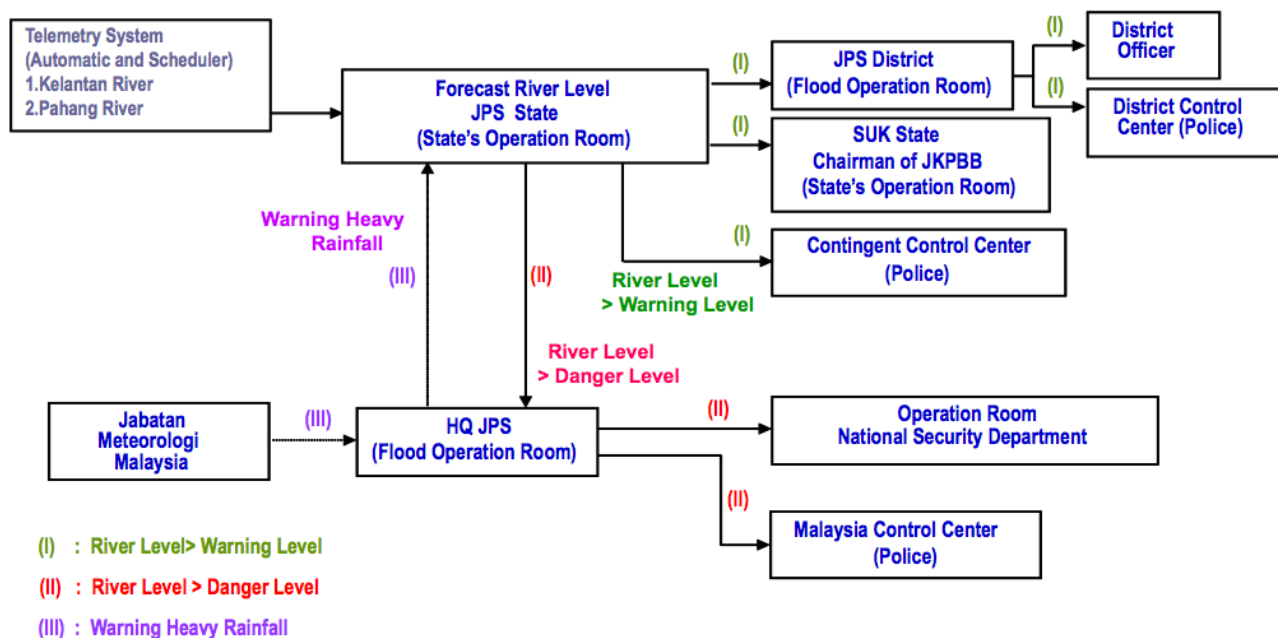 Telemetry System
(Automatic and Scheduler)
1.Kelantan River
2.Pahang River
Forecast River Level
JPS State
(State's Operation Room)
(I)
JPS District
(Flood Operation Room)
(I)
District
Officer
(I)
District Control
Center (Police)
(I)
SUK State
Chairman of JKPBB
(State's Operation Room)
(I)
Contingent Control Center
(Police)
River Level
> Warning Level
Warning Heavy
Rainfall
(III)
(II)
River Level
> Danger Level
Jabatan
Meteorologi
Malaysia
(III)
HQ JPS
(Flood Operation Room)
(II)
Operation Room
National Security Department
(II)
Malaysia Control Center
(Police)
(I) : River Level> Warning Level
(II) : River Level > Danger Level
(III) : Warning Heavy Rainfall